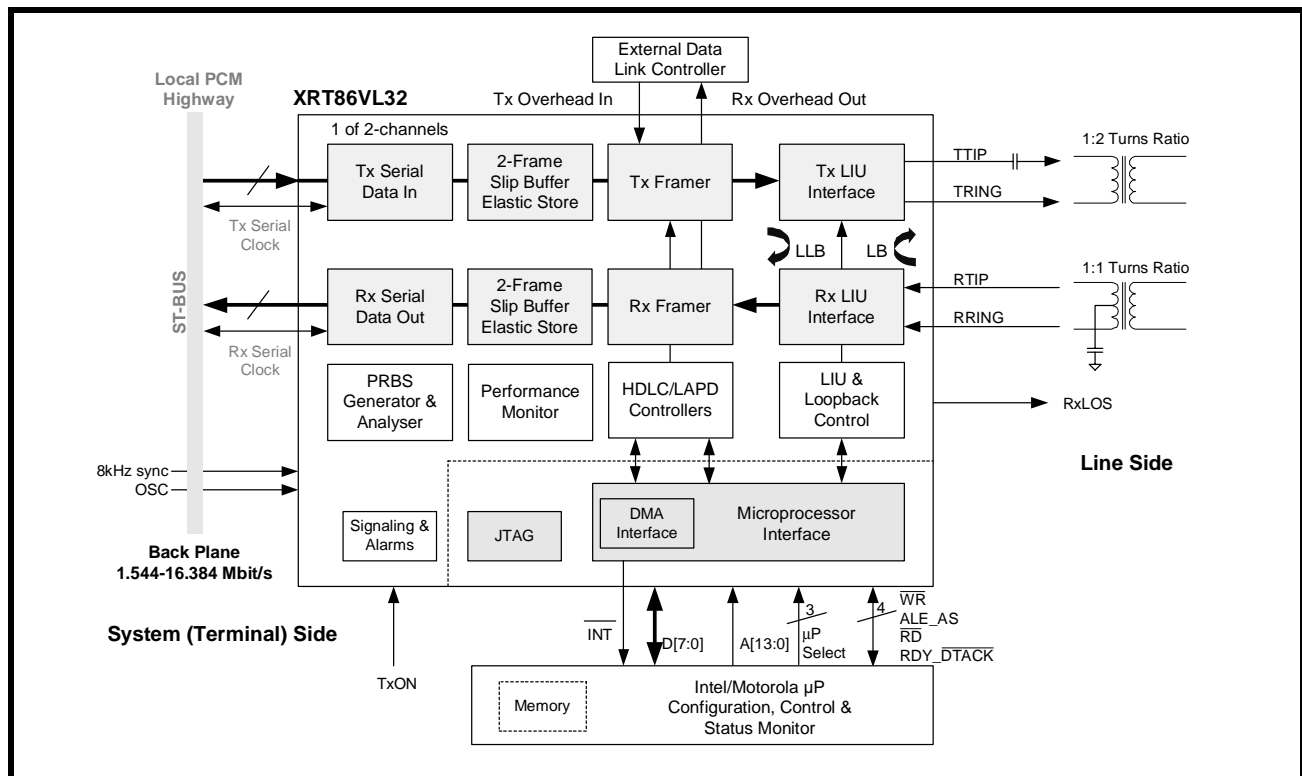 External Data
Link Controller
Local PCM
Highway
XRT86VL32
Tx Overhead In
Rx Overhead Out
1 of 2-channels
Tx Serial
Data In
2-Frame
Slip Buffer
Elastic Store
Tx Framer
Tx LIU
Interface
TTIP
TRING
1:2 Turns Ratio
Tx Serial
Clock
LLB
LB
ST-BUS
Rx Serial
Data Out
2-Frame
Slip Buffer
Elastic Store
Rx Framer
Rx LIU
Interface
RTIP
RRING
1:1 Turns Ratio
Rx Serial
Clock
PRBS
Generator &
Analyser
Performance
Monitor
HDLC/LAPD
Controllers
LIU &
Loopback
Control
RxLOS
Line Side
8kHz sync
OSC
Signaling &
Alarms
JTAG
DMA
Interface
Microprocessor
Interface
Back Plane
1.544-16.384 Mbit/s
System (Terminal) Side
TxON
INT
D[7:0]
A[13:0]
3
µP
Select
4
WR
ALE_AS
RD
RDY_DTACK
Memory
Intel/Motorola µP
Configuration, Control &
Status Monitor